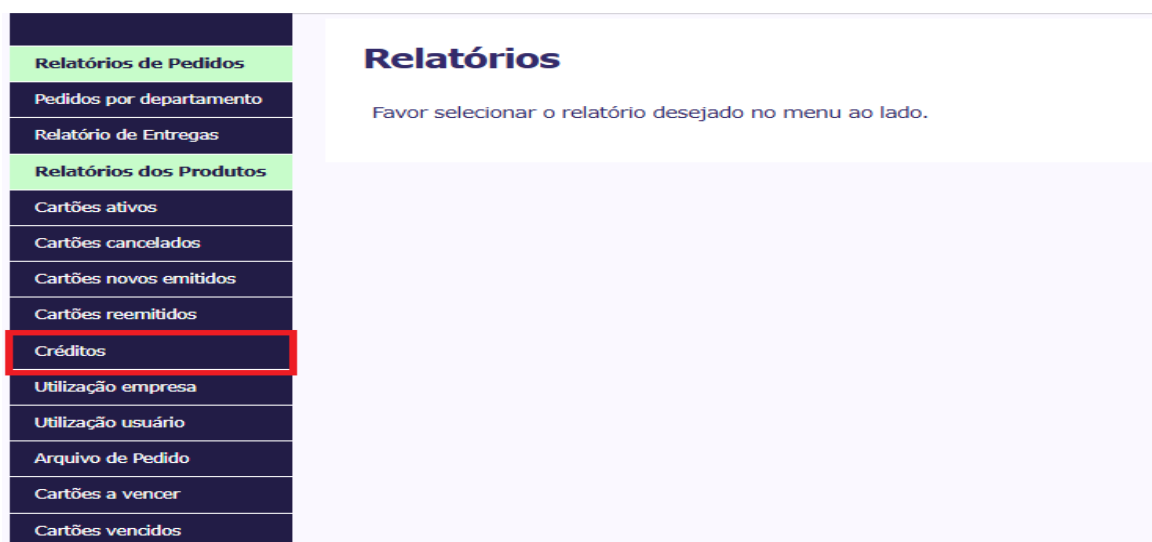 Relatórios de Pedidos
Pedidos por departamento
Relatório de Entregas
Relatórios dos Produtos
Cartões ativos
Cartões cancelados
Cartões novos emitidos
Cartões reemitidos
Créditos
Utilização empresa
Utilização usuário
Arquivo de Pedido
Cartões a vencer
Cartões vencidos
Relatórios
Favor selecionar o relatório desejado no menu ao lado.